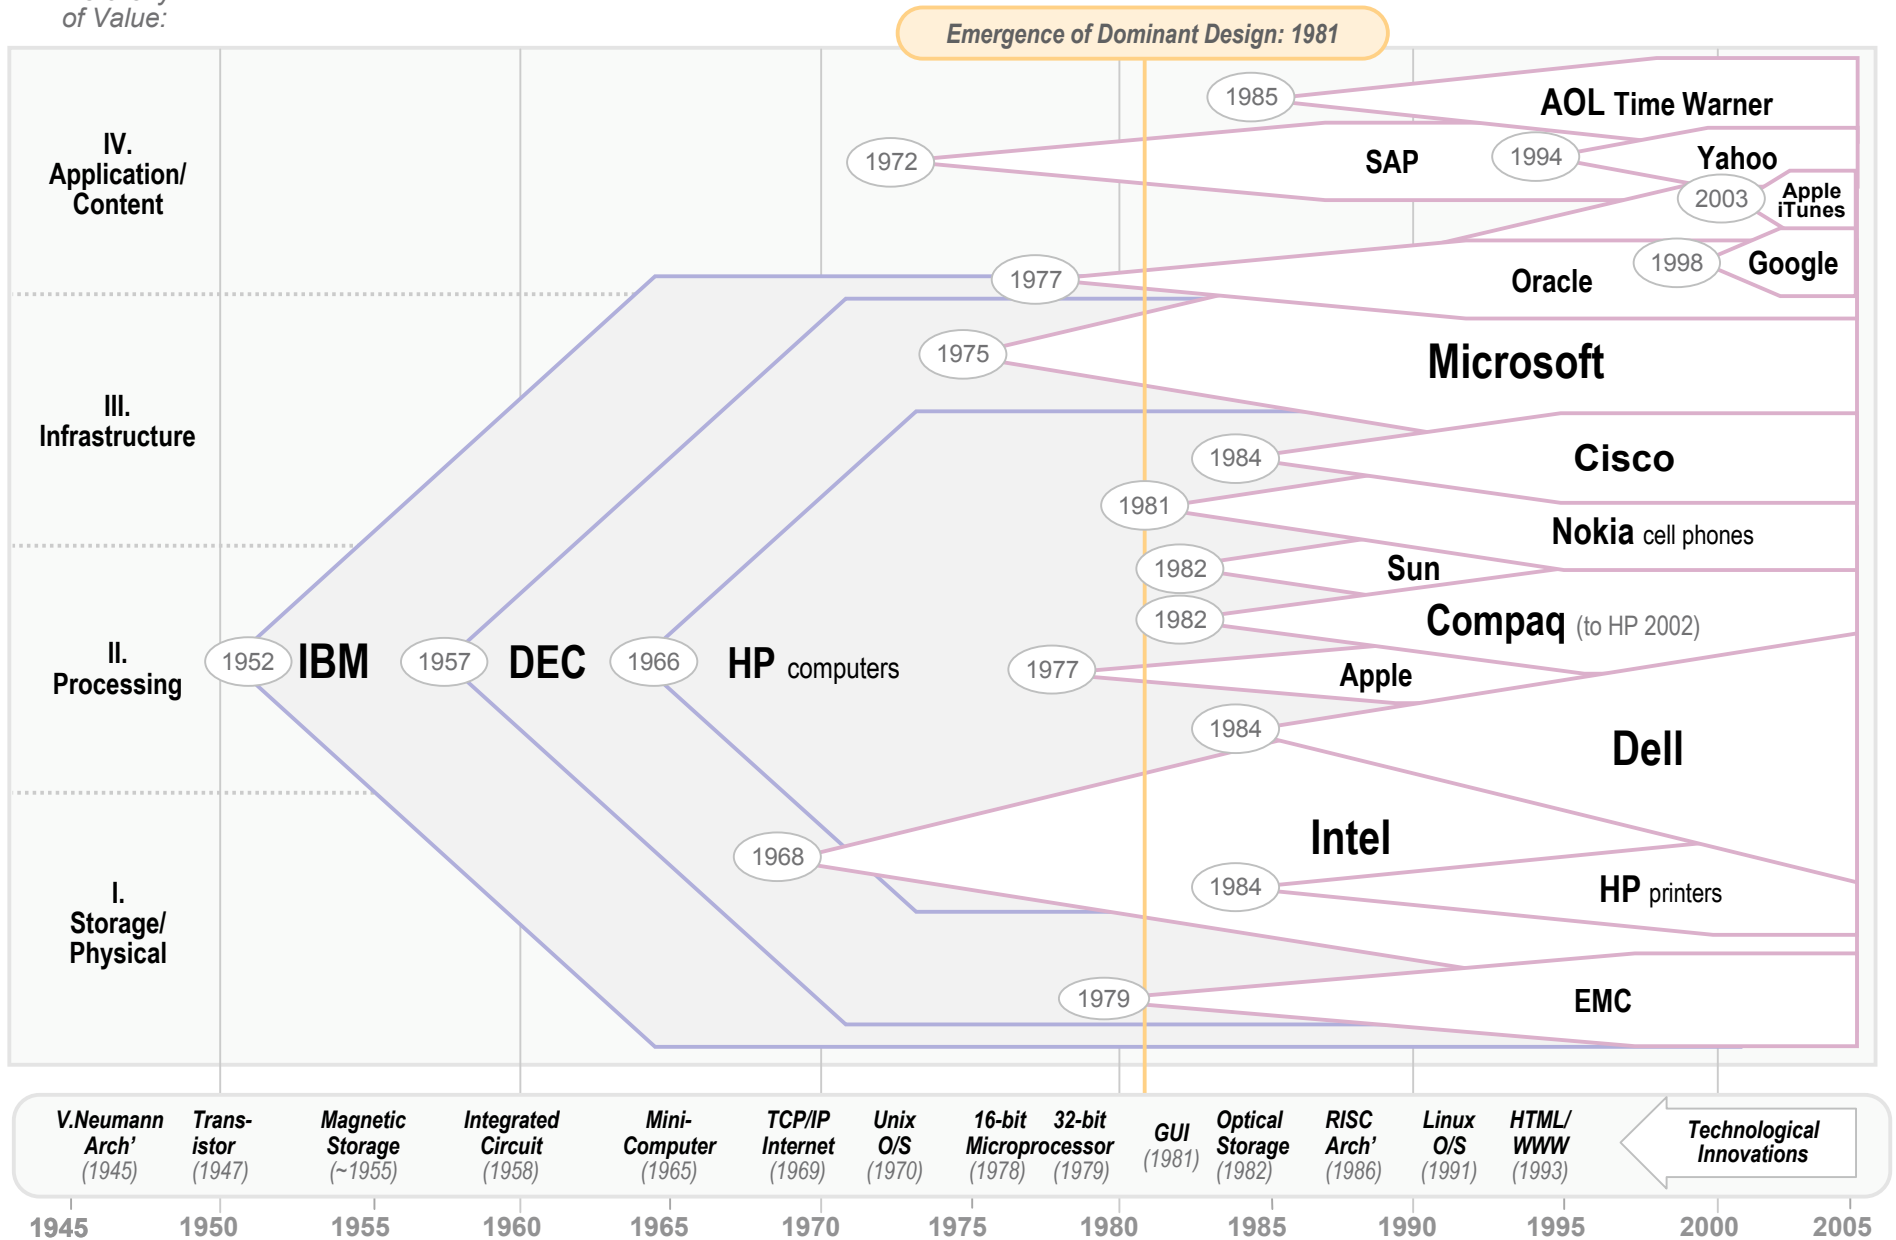 of Value:
Emergence of Dominant Design: 1981
IV.
Application/
Content
III.
Infrastructure
II.
Processing
I.
Storage/
Physical
1985
AOL Time Warner
1972
SAP
1994
Yahoo
2003
Apple
iTunes
1977
Oracle
1998
Google
1975
Microsoft
1984
Cisco
1981
Nokia cell phones
1982
Sun
1982
Compaq (to HP 2002)
1952
IBM
1957
DEC
1966
HP computers
1977
Apple
1984
Dell
1968
Intel
1984
HP printers
1979
EMC
V.Neumann
Arch’
(1945)
Trans-
istor
(1947)
Magnetic
Storage
(~1955)
Integrated
Circuit
(1958)
Mini-
Computer
(1965)
TCP/IP
Internet
(1969)
Unix
O/S
(1970)
16-bit 32-bit
Microprocessor
(1978) (1979)
GUI
(1981)
Optical
Storage
(1982)
RISC
Arch’
(1986)
Linux
O/S
(1991)
HTML/
WWW
(1993)
Technological
Innovations
1945 1950 1955 1960 1965 1970 1975 1980 1985 1990 1995 2000 2005